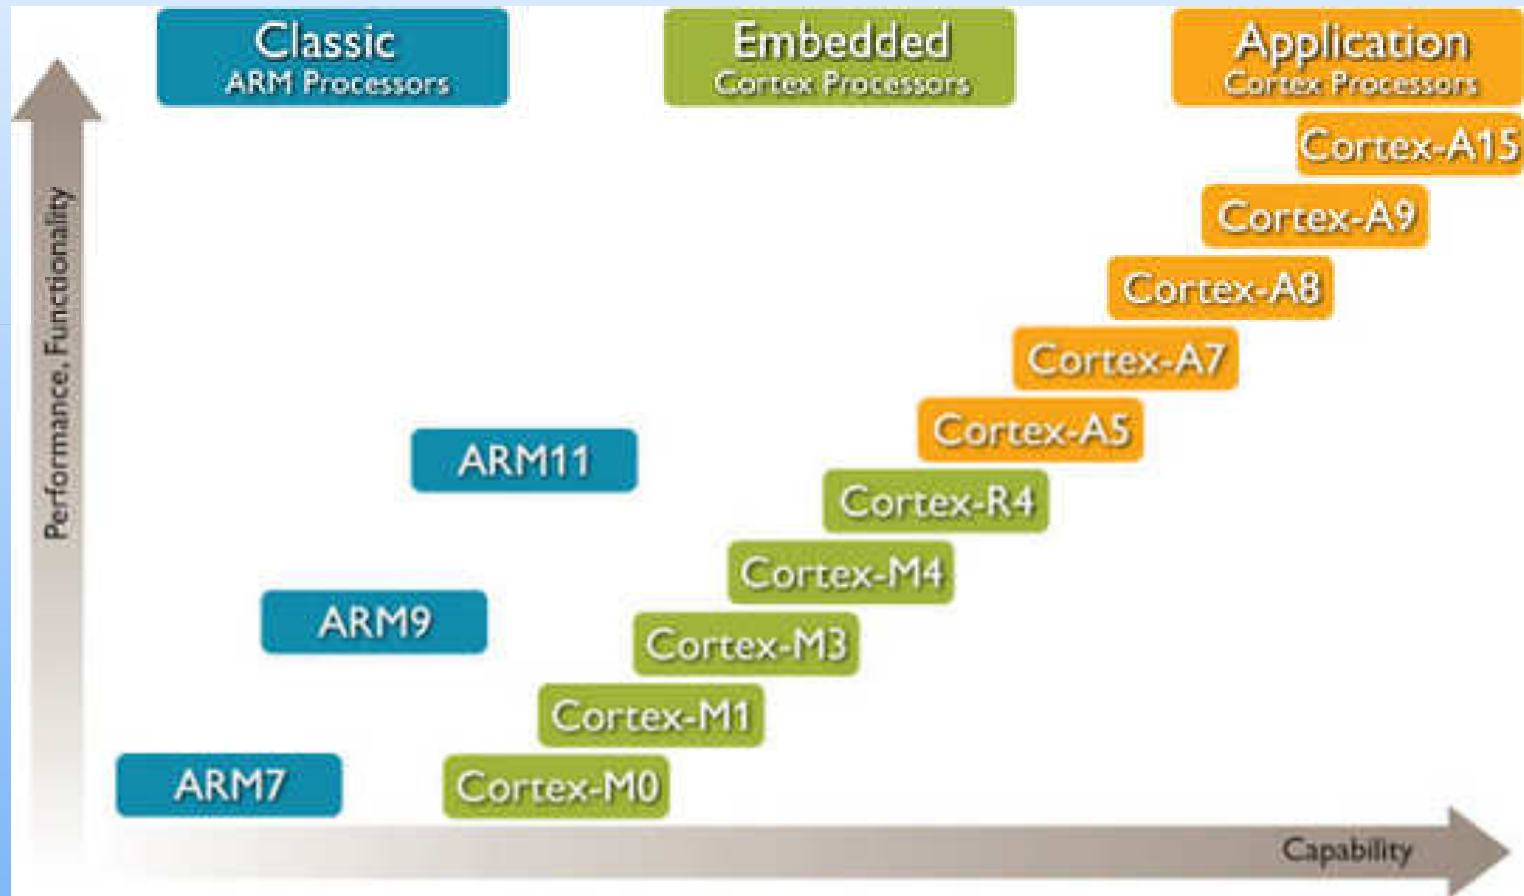 Classic
ARM Processors
Embedded
Cortex Processors
Application
Cortex Processors
Cortex-A15
Cortex-A9
Cortex-A8
Cortex-A7
Cortex-A5
ARM11
Cortex-R4
Cortex-M4
ARM9
Cortex-M3
Cortex-M1
ARM7
Cortex-M0
Performance, Functionality
Capability